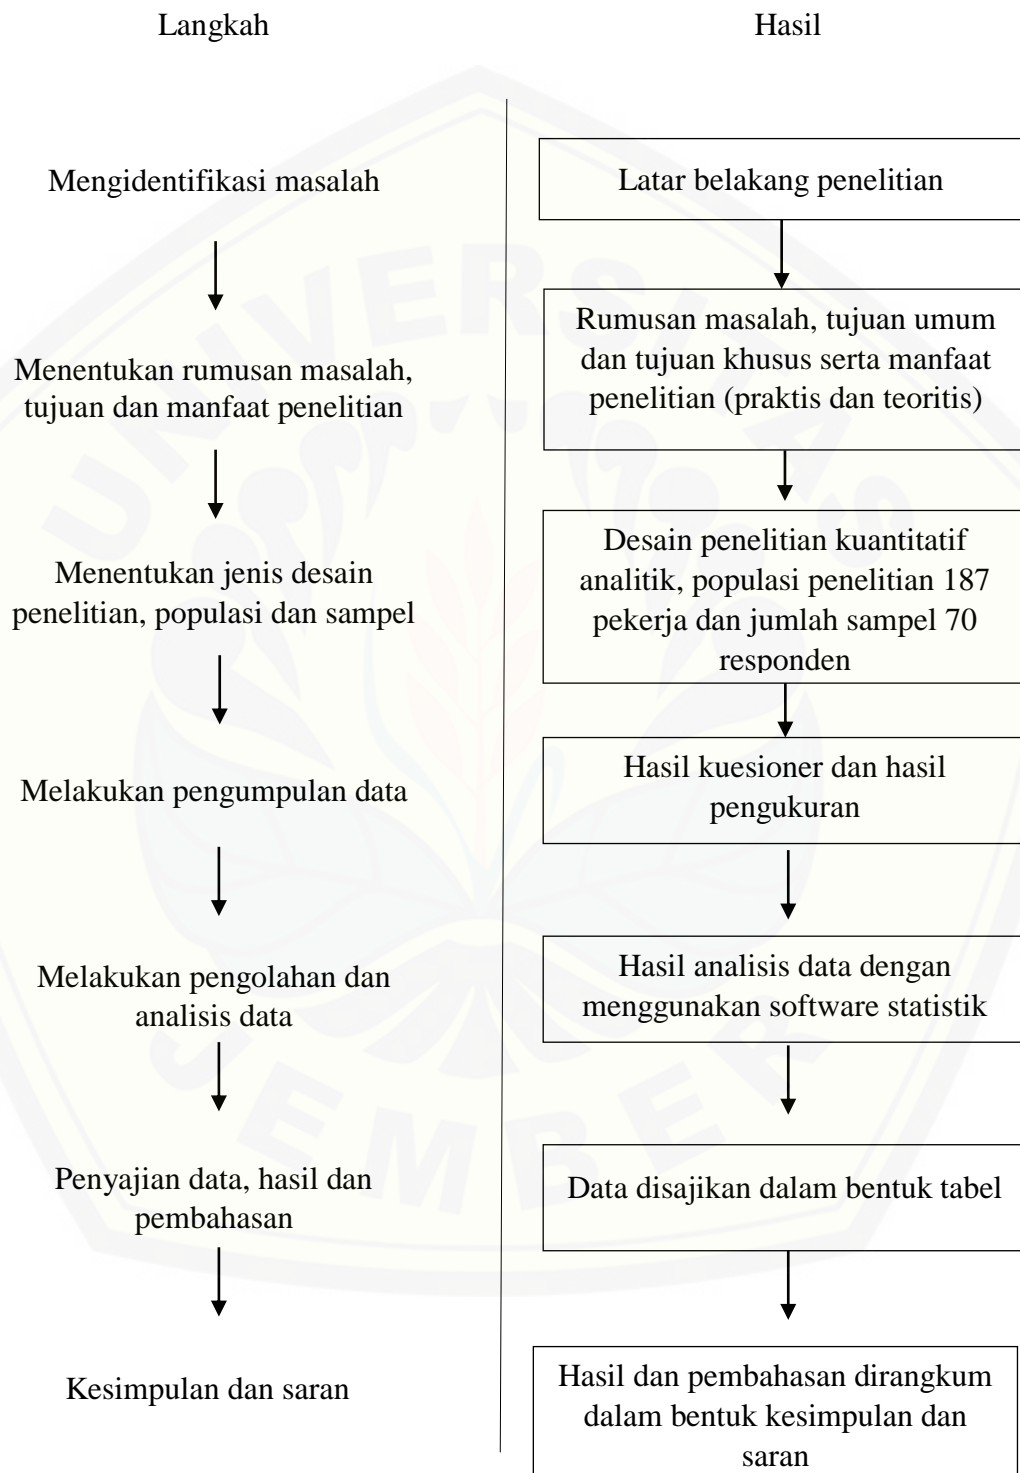 Langkah
Hasil
Mengidentifikasi masalah
Latar belakang penelitian
Menentukan rumusan masalah,
tujuan dan manfaat penelitian
Rumusan masalah, tujuan umum
dan tujuan khusus serta manfaat
penelitian (praktis dan teoritis)
Menentukan jenis desain
penelitian, populasi dan sampel
Desain penelitian kuantitatif
analitik, populasi penelitian 187
pekerja dan jumlah sampel 70
responden
Melakukan pengumpulan data
Hasil kuesioner dan hasil
pengukuran
Melakukan pengolahan dan
analisis data
Hasil analisis data dengan
menggunakan software statistik
Penyajian data, hasil dan
pembahasan
Data disajikan dalam bentuk tabel
Kesimpulan dan saran
Hasil dan pembahasan dirangkum
dalam bentuk kesimpulan dan
saran
UNIVERSITAS
JEMBER